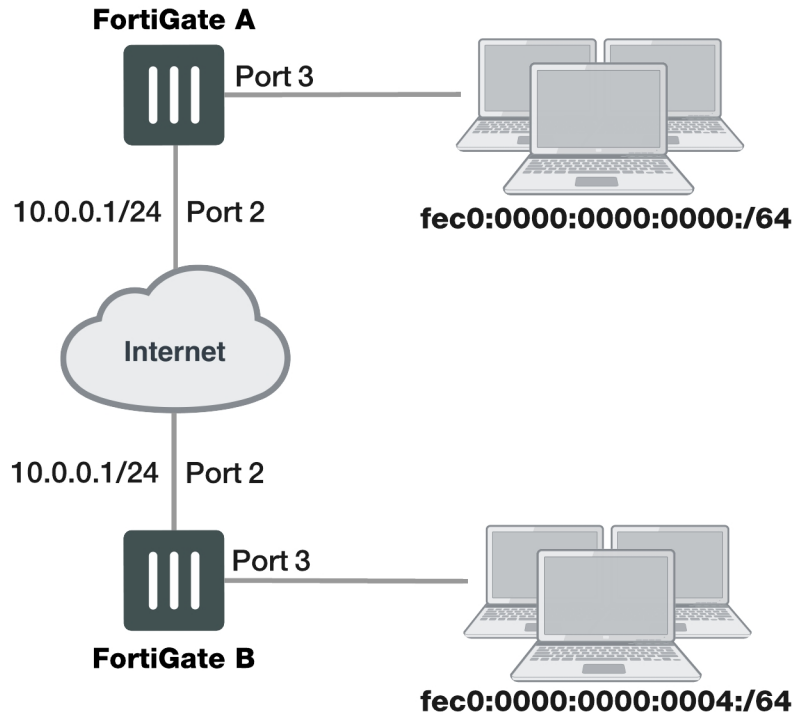 FortiGate A
Port 3
10.0.0.1/24 Port 2
fec0:0000:0000:0000:/64
Internet
10.0.0.1/24 Port 2
Port 3
FortiGate B
fec0:0000:0000:0004:/64